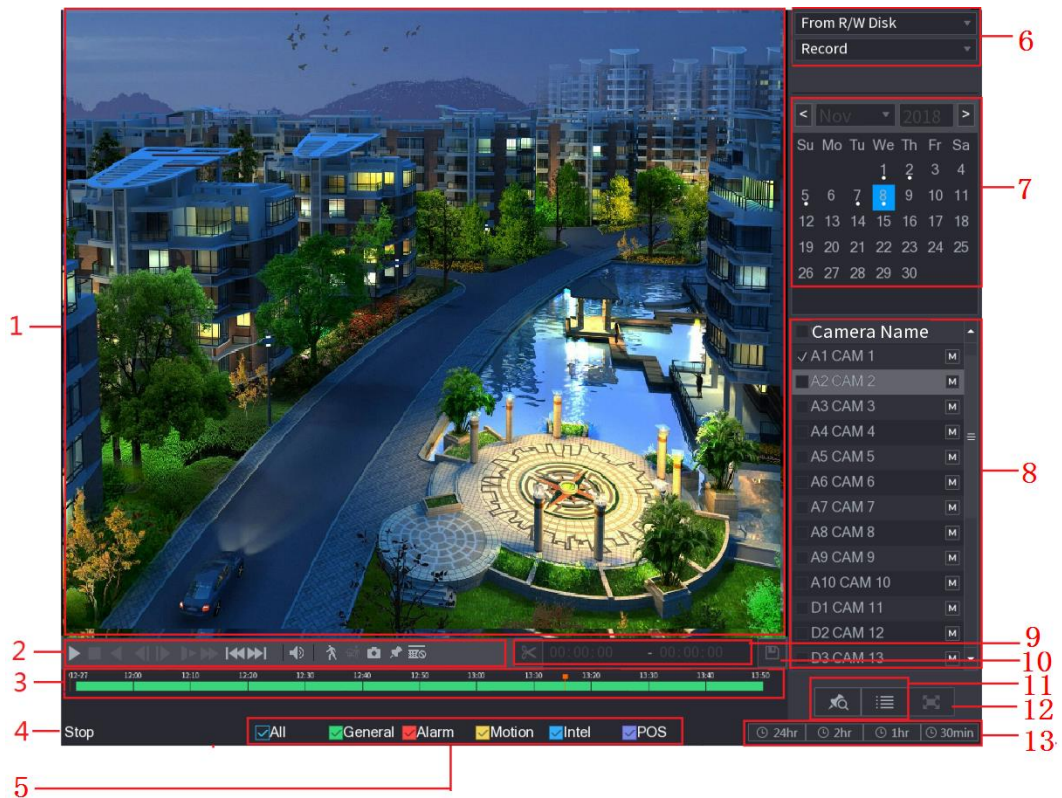 From R/W Disk
Record
6
< Nov 2018 >
Su Mo Tu We Th Fr Sa
1 2 3 4
5 6 7 8 9 10 11
12 13 14 15 16 17 18
19 20 21 22 23 24 25
26 27 28 29 30
7
1
Camera Name
A1 CAM 1 M
A2 CAM 2 M
A3 CAM 3 M
A4 CAM 4 M
A5 CAM 5 M
A6 CAM 6 M
A7 CAM 7 M
A8 CAM 8 M
A9 CAM 9 M
A10 CAM 10 M
D1 CAM 11 M
D2 CAM 12 M
D3 CAM 13 M
8
2
00:00:00 - 00:00:00
9
10
3
12-27 12:00 12:10 12:20 12:30 12:40 12:50 13:00 13:10 13:20 13:30 13:40 13:50
11
12
4
Stop
All General Alarm Motion Intel POS
24hr 2hr 1hr 30min
13
5